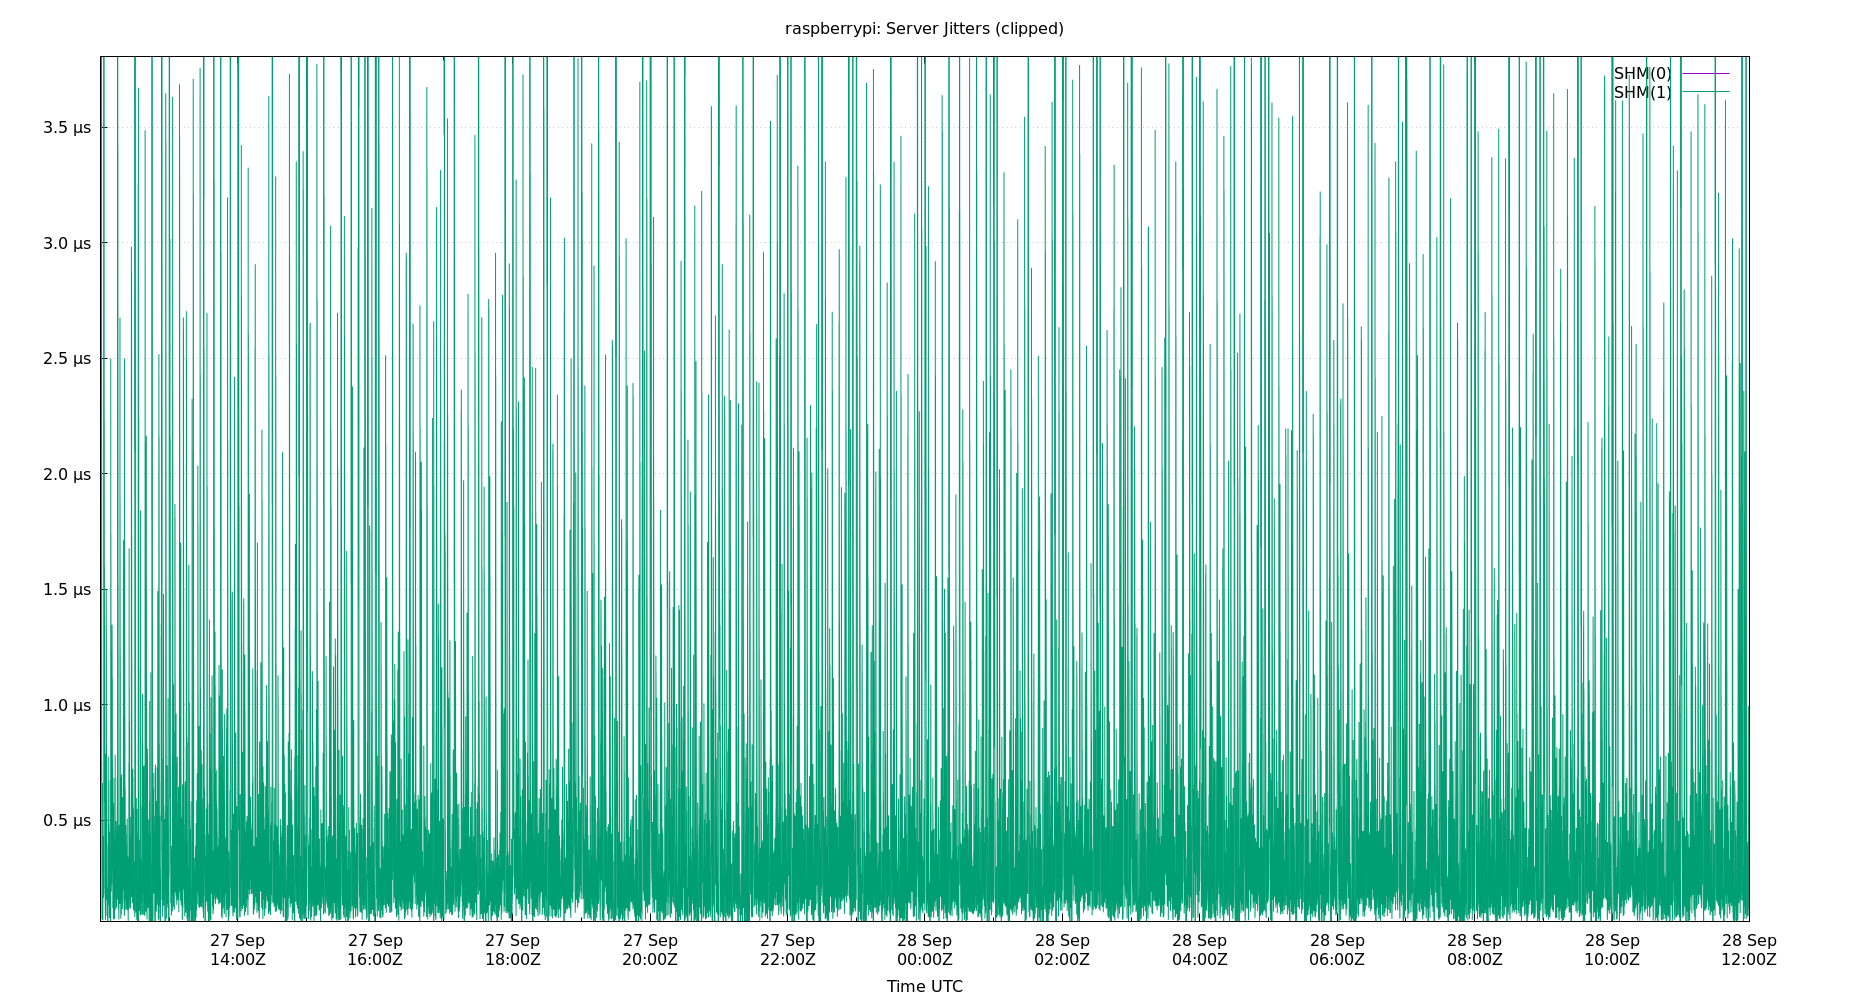 raspberrypi: Server Jitters (clipped)
SHM(0)
SHM(1)
3.5 µs
3.0 µs
2.5 µs
2.0 µs
1.5 µs
1.0 µs
0.5 µs
27 Sep 27 Sep 27 Sep 27 Sep 27 Sep 28 Sep 28 Sep 28 Sep 28 Sep 28 Sep 28 Sep 28 Sep
14:00Z 16:00Z 18:00Z 20:00Z 22:00Z 00:00Z 02:00Z 04:00Z 06:00Z 08:00Z 10:00Z 12:00Z
Time UTC